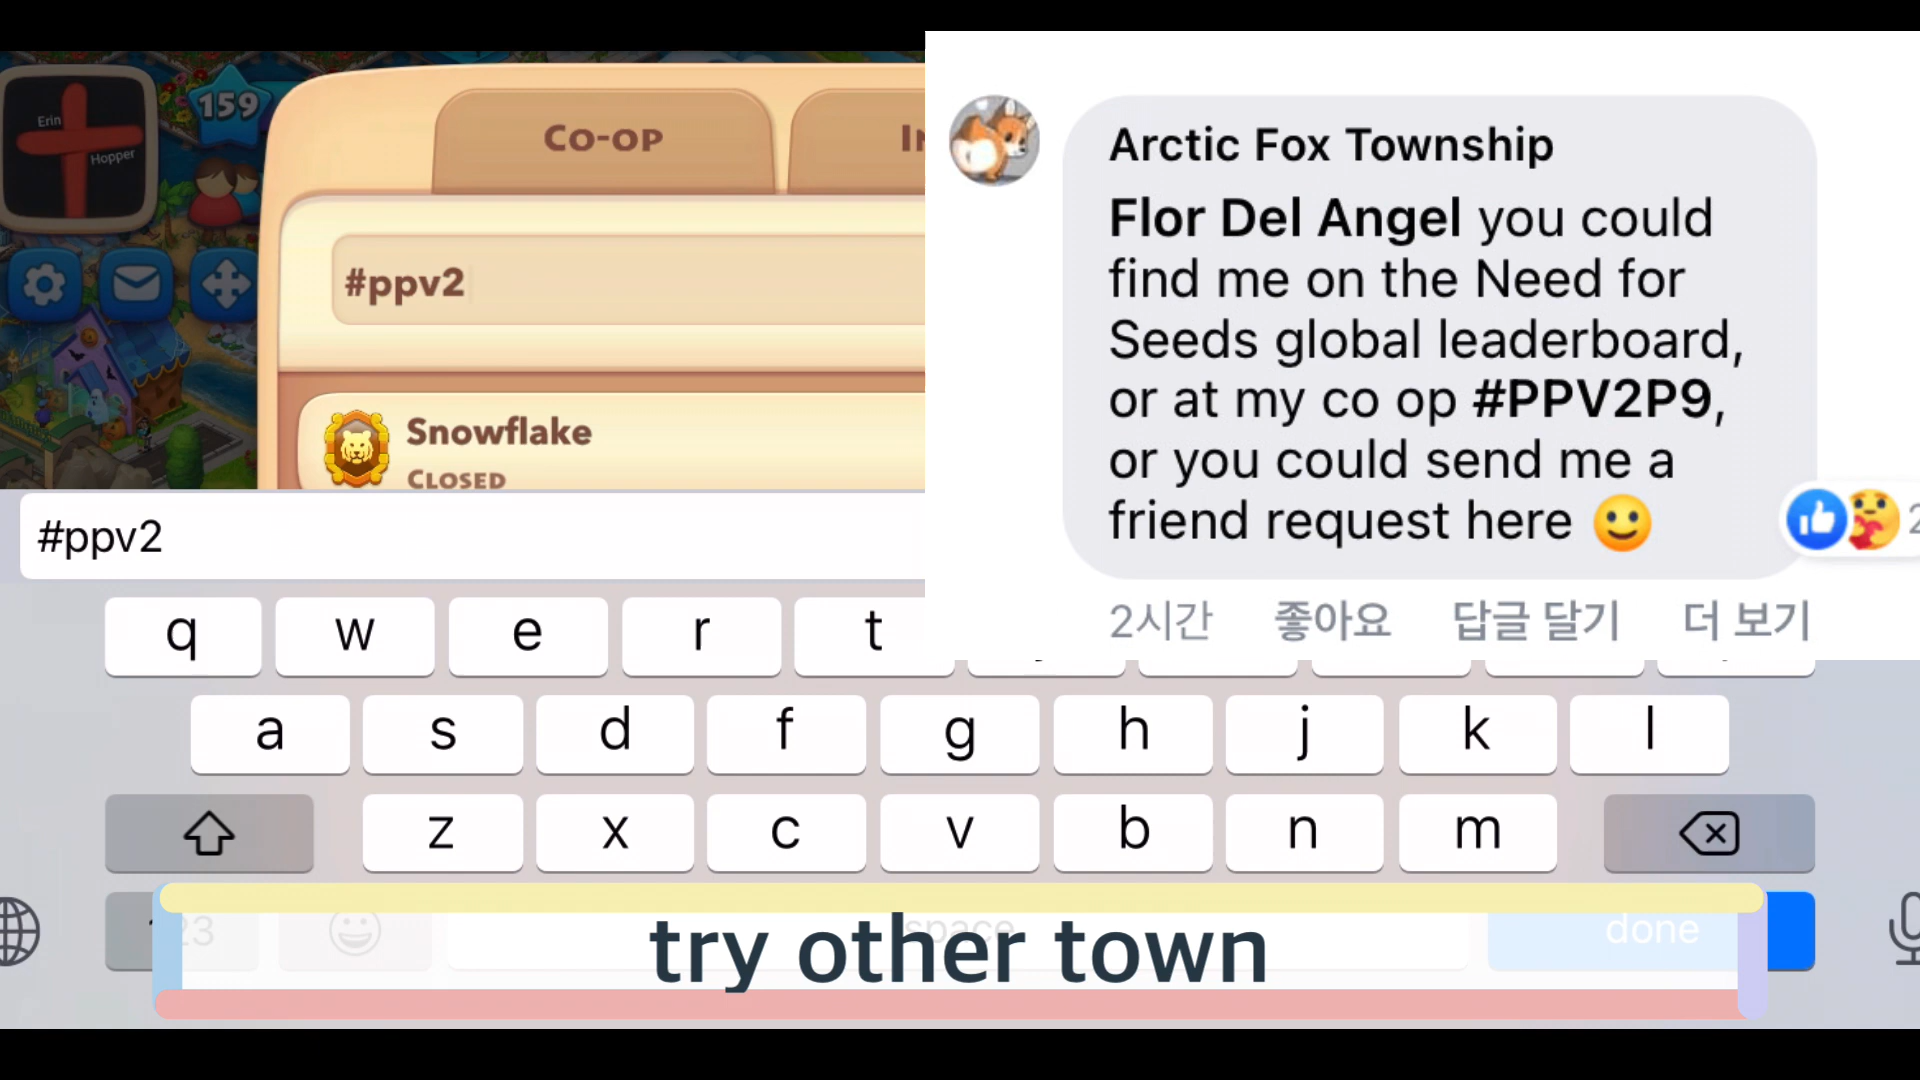 Erin
Hopper
159
Co-op
#ppv2
Snowflake
Closed
Arctic Fox Township
Flor Del Angel you could
find me on the Need for
Seeds global leaderboard,
or at my co op #PPV2P9,
or you could send me a
friend request here 🙂
2시간 좋아요 답글 달기 더 보기
#ppv2
q w e r t
a s d f g h j k l
z x c v b n m
space done
try other town